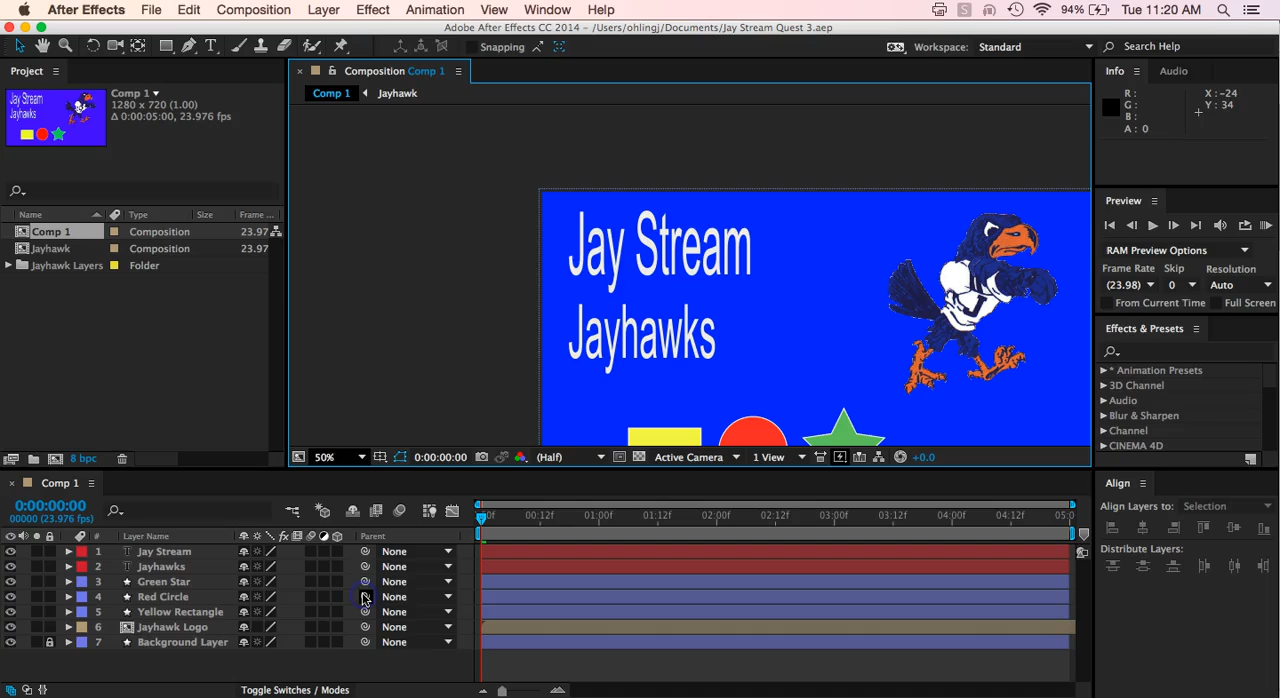 After Effects File Edit Composition Layer Effect Animation View Window Help 94% Tue 11:20 AM
Adobe After Effects CC 2014 - /Users/ohlingj/Documents/Jay Stream Quest 3.aep
Snapping Workspace: Standard Search Help
Project
Comp 1
1280 x 720 (1.00)
Δ 0:00:05:00, 23.976 fps
Name Type Size Frame ...
Comp 1 Composition 23.97
Jayhawk Composition 23.97
Jayhawk Layers Folder
8 bpc
Composition Comp 1
Comp 1 Jayhawk
Jay Stream
Jayhawks
50% 0:00:00:00 (Half) Active Camera 1 View +0.0
Info Audio
R : X : -24
G : Y : 34
B :
A : 0
Preview
RAM Preview Options
Frame Rate Skip Resolution
(23.98) 0 Auto
From Current Time Full Screen
Effects & Presets
* Animation Presets
3D Channel
Audio
Blur & Sharpen
Channel
CINEMA 4D
Comp 1
0:00:00:00
00000 (23.976 fps)
0f 00:12f 01:00f 01:12f 02:00f 02:12f 03:00f 03:12f 04:00f 04:12f 05:0
# Layer Name Parent
1 Jay Stream None
2 Jayhawks None
3 Green Star None
4 Red Circle None
5 Yellow Rectangle None
6 Jayhawk Logo None
7 Background Layer None
Toggle Switches / Modes
Align
Align Layers to: Selection
Distribute Layers: